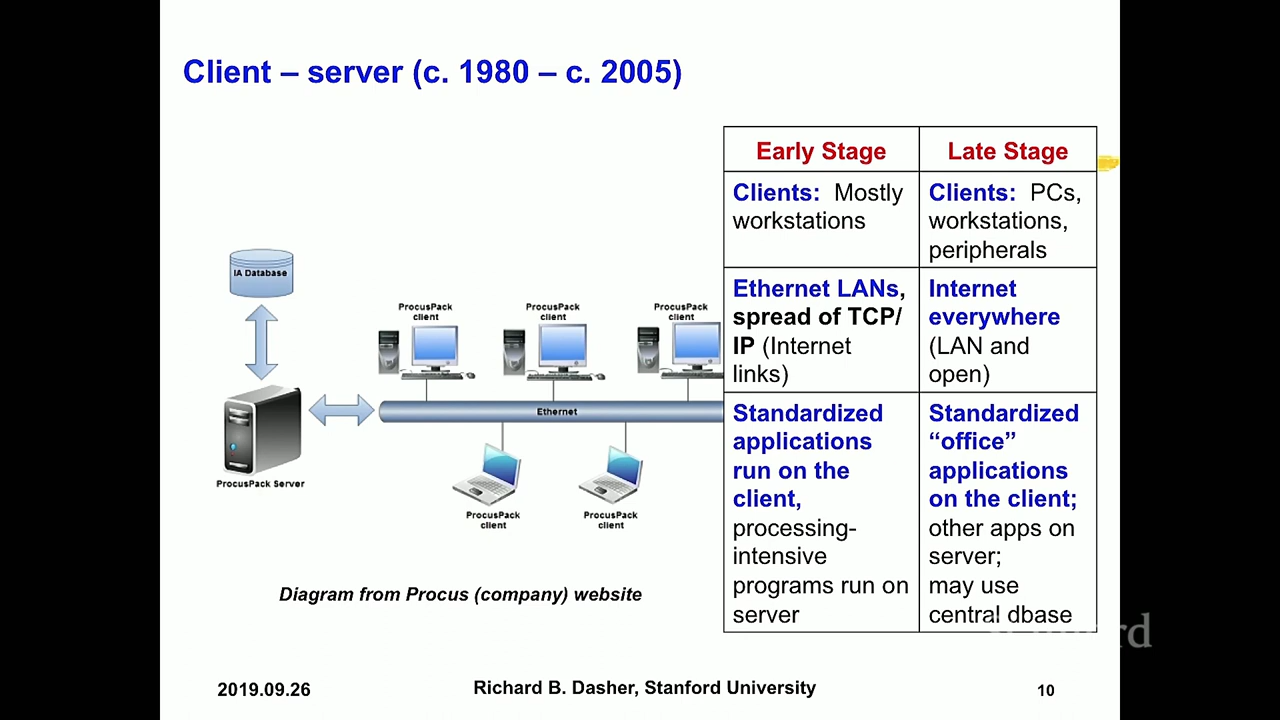 Client – server (c. 1980 – c. 2005)
Early Stage
Late Stage
Clients: Mostly
workstations
Clients: PCs,
workstations,
peripherals
Ethernet LANs,
spread of TCP/
IP (Internet
links)
Internet
everywhere
(LAN and
open)
Standardized
applications
run on the
client,
processing-
intensive
programs run on
server
Standardized
“office”
applications
on the client;
other apps on
server;
may use
central dbase
IA Database
ProcusPack
client
ProcusPack
client
ProcusPack
client
Ethernet
ProcusPack Server
ProcusPack
client
ProcusPack
client
Diagram from Procus (company) website
2019.09.26
Richard B. Dasher, Stanford University
10